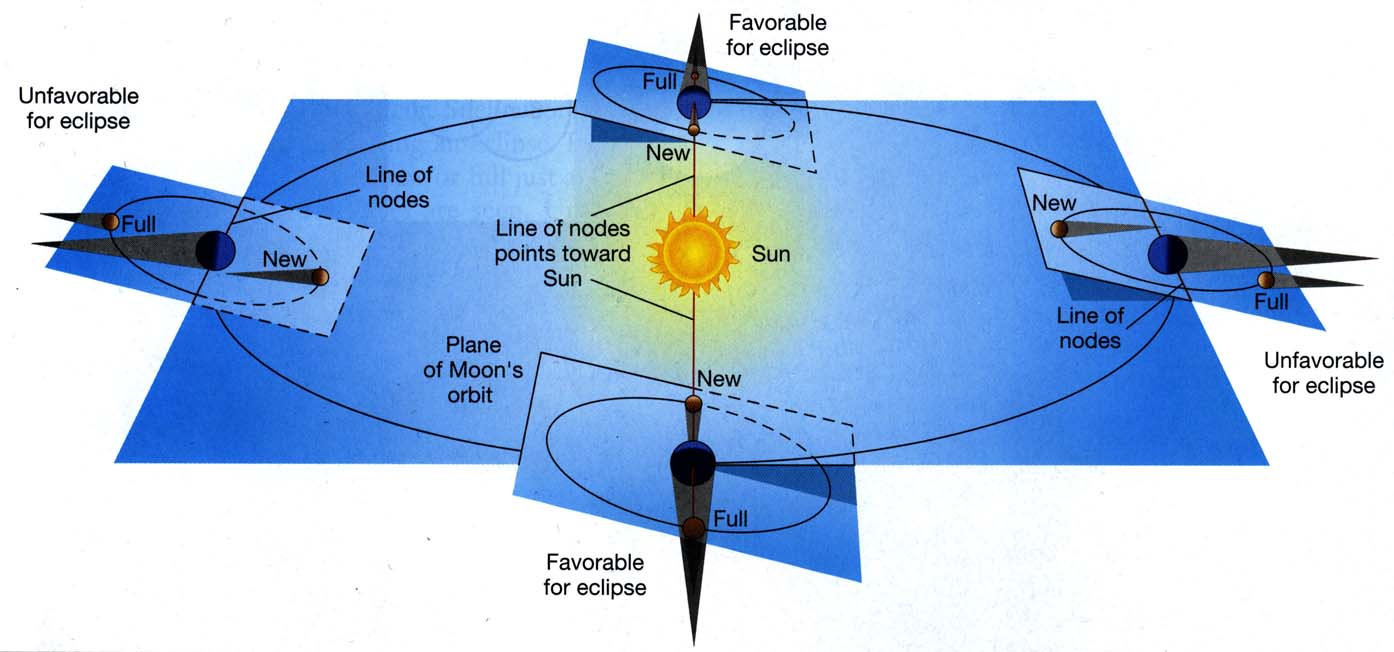 Favorable
for eclipse
Unfavorable
for eclipse
Full
New
Line of
nodes
Full
New
Line of nodes
points toward
Sun
Sun
New
Full
Line of
nodes
Unfavorable
for eclipse
Plane
of Moon's
orbit
New
Full
Favorable
for eclipse